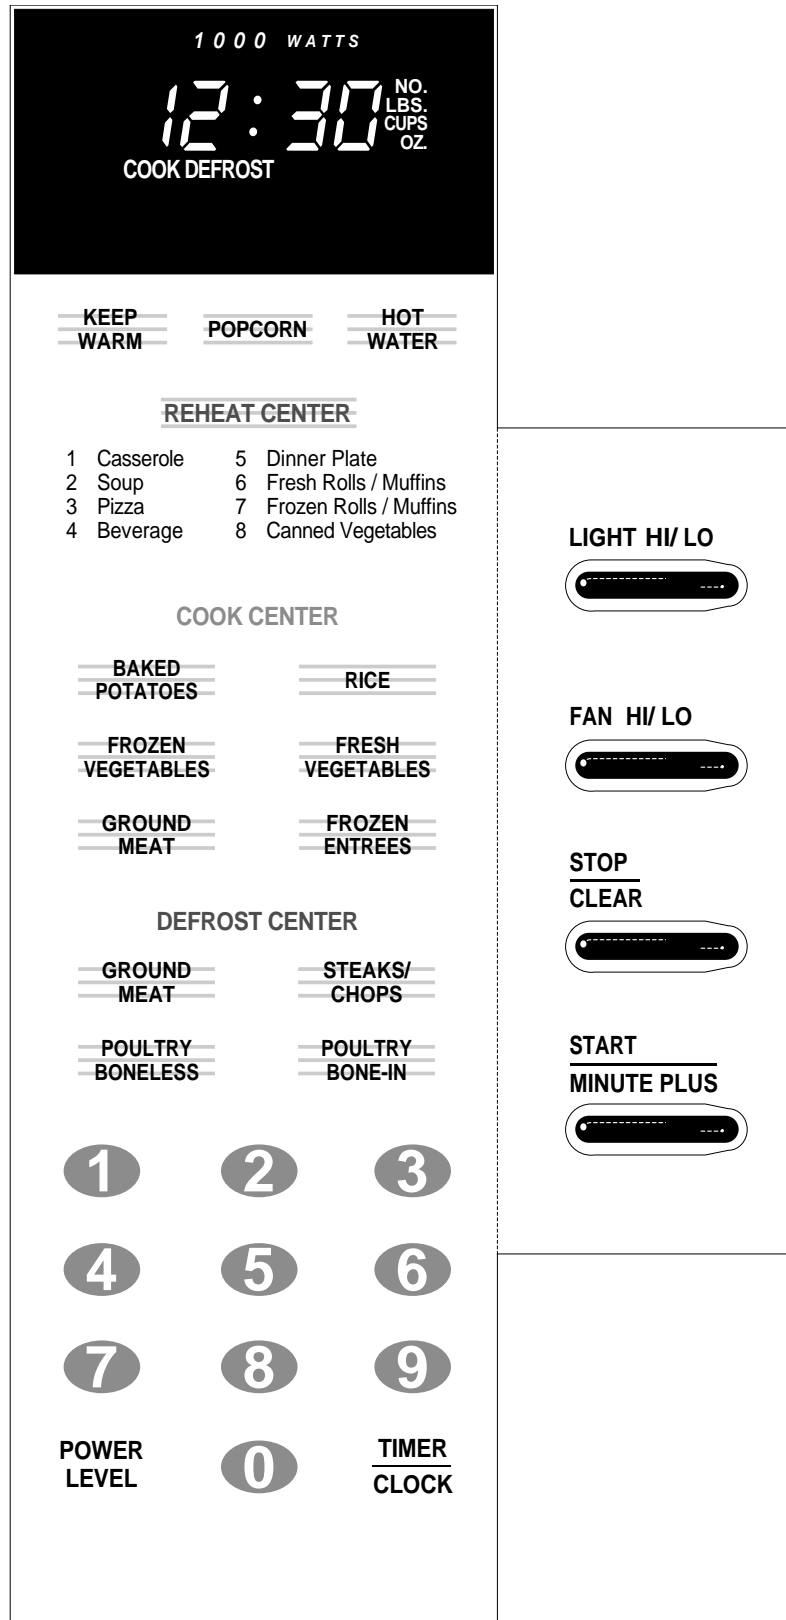 1000 WATTS
12:30
NO.
LBS.
CUPS
OZ.
COOK DEFROST
KEEP
WARM
POPCORN
HOT
WATER
REHEAT CENTER
1 Casserole
2 Soup
3 Pizza
4 Beverage
5 Dinner Plate
6 Fresh Rolls / Muffins
7 Frozen Rolls / Muffins
8 Canned Vegetables
COOK CENTER
BAKED
POTATOES
RICE
FROZEN
VEGETABLES
FRESH
VEGETABLES
GROUND
MEAT
FROZEN
ENTREES
DEFROST CENTER
GROUND
MEAT
STEAKS/
CHOPS
POULTRY
BONELESS
POULTRY
BONE-IN
1 2 3
4 5 6
7 8 9
POWER
LEVEL
0
TIMER
CLOCK
LIGHT HI/ LO
FAN HI/ LO
STOP
CLEAR
START
MINUTE PLUS